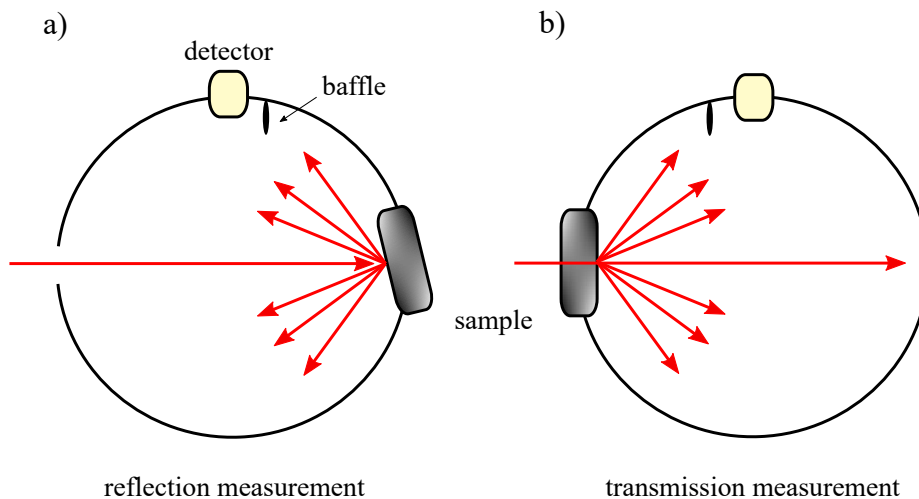 a)
b)
detector
baffle
sample
reflection measurement
transmission measurement